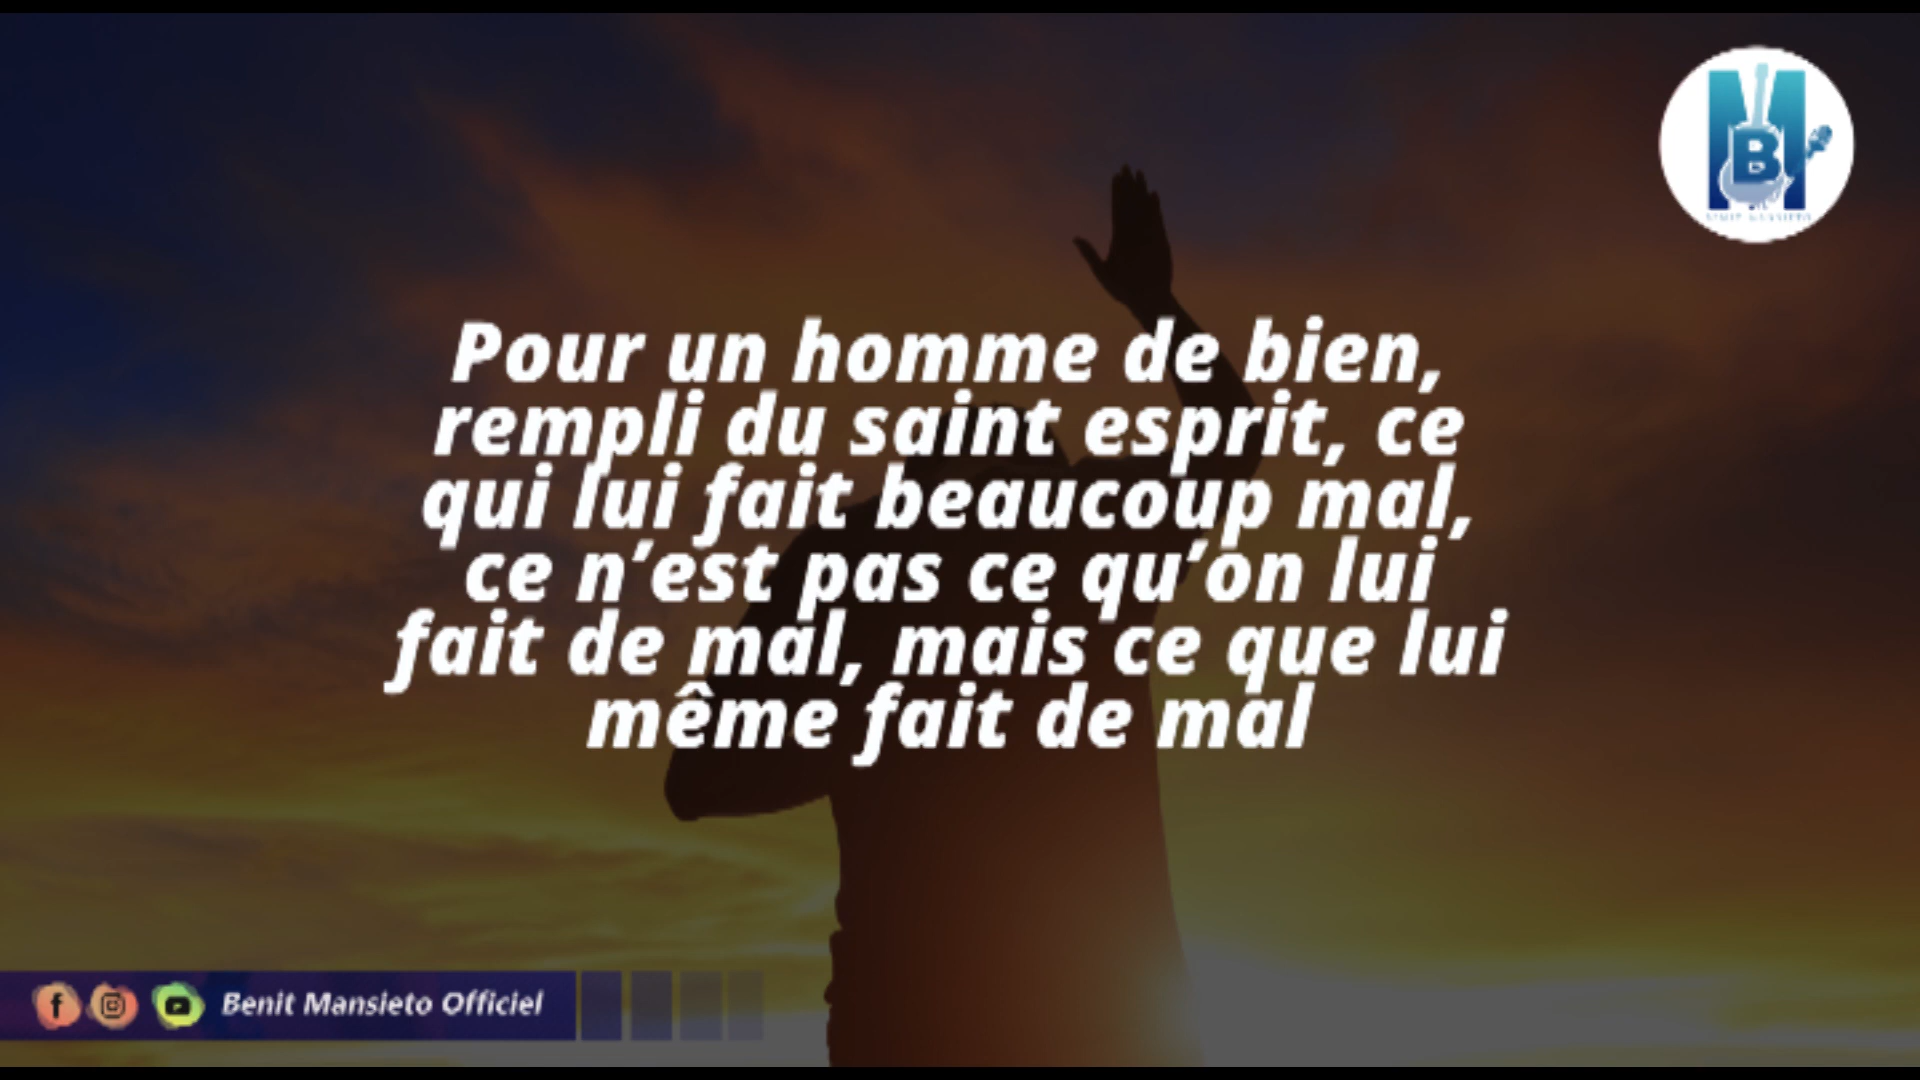 MB
Pour un homme de bien,
rempli du saint esprit, ce
qui lui fait beaucoup mal,
ce n'est pas ce qu'on lui
fait de mal, mais ce que lui
même fait de mal
Benit Mansieto Officiel